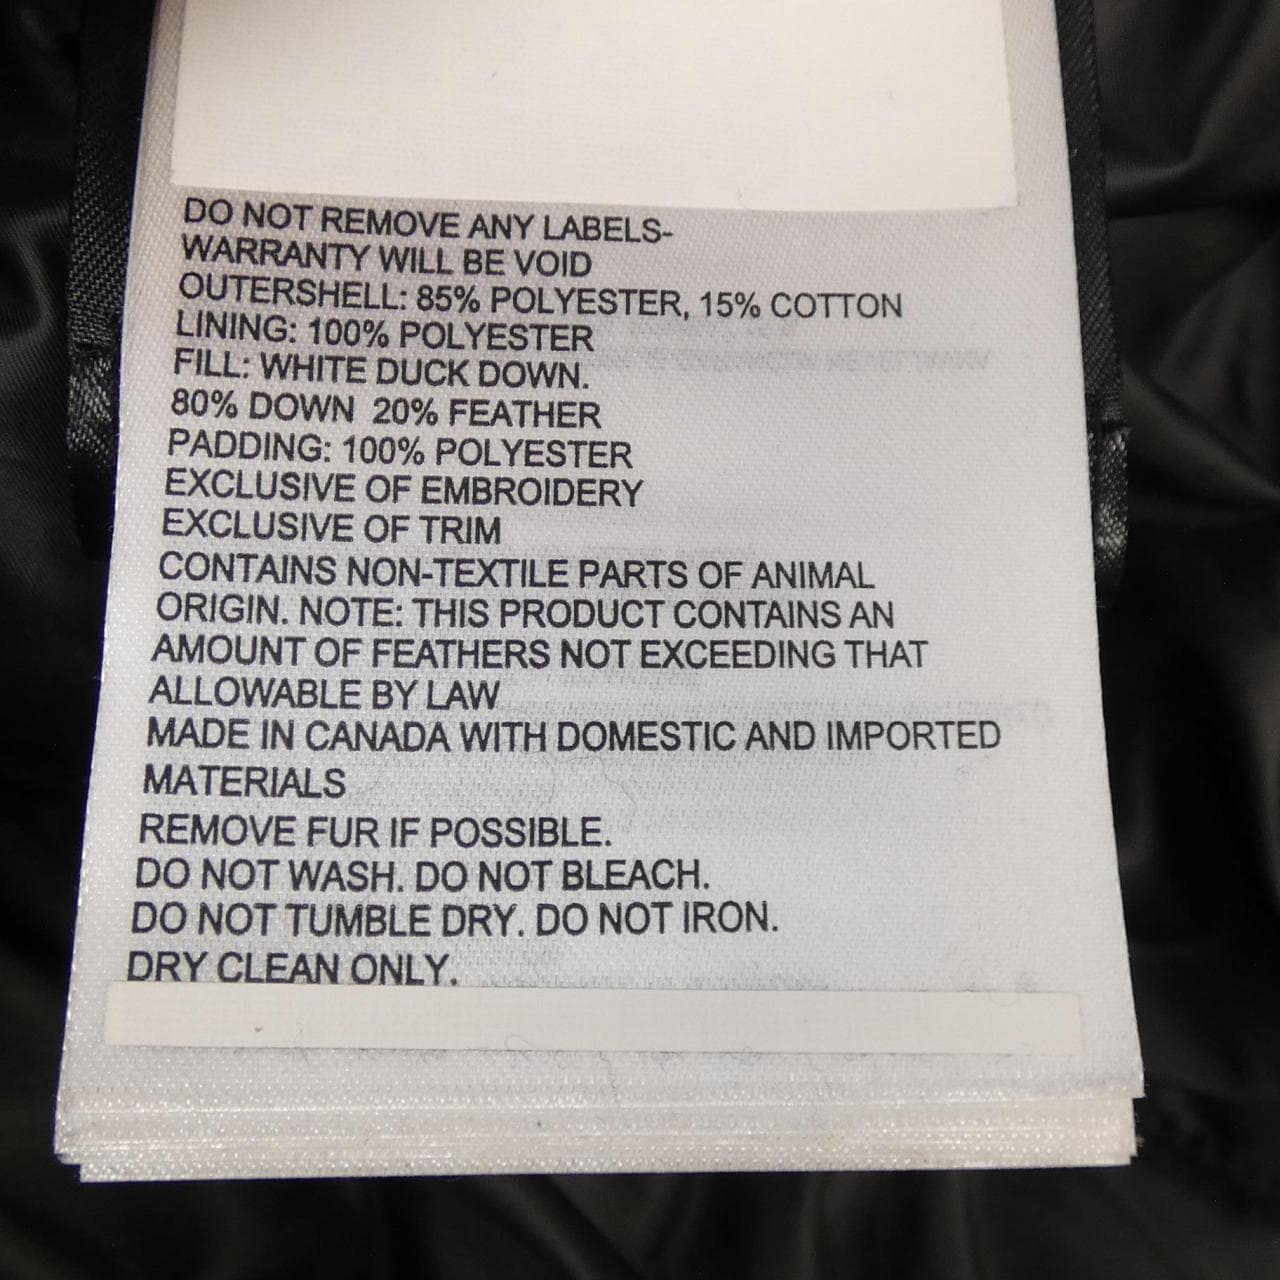 DO NOT REMOVE ANY LABELS-
WARRANTY WILL BE VOID
OUTERSHELL: 85% POLYESTER, 15% COTTON
LINING: 100% POLYESTER
FILL: WHITE DUCK DOWN.
80% DOWN  20% FEATHER
PADDING: 100% POLYESTER
EXCLUSIVE OF EMBROIDERY
EXCLUSIVE OF TRIM
CONTAINS NON-TEXTILE PARTS OF ANIMAL
ORIGIN. NOTE: THIS PRODUCT CONTAINS AN
AMOUNT OF FEATHERS NOT EXCEEDING THAT
ALLOWABLE BY LAW
MADE IN CANADA WITH DOMESTIC AND IMPORTED
MATERIALS
REMOVE FUR IF POSSIBLE.
DO NOT WASH. DO NOT BLEACH.
DO NOT TUMBLE DRY. DO NOT IRON.
DRY CLEAN ONLY.